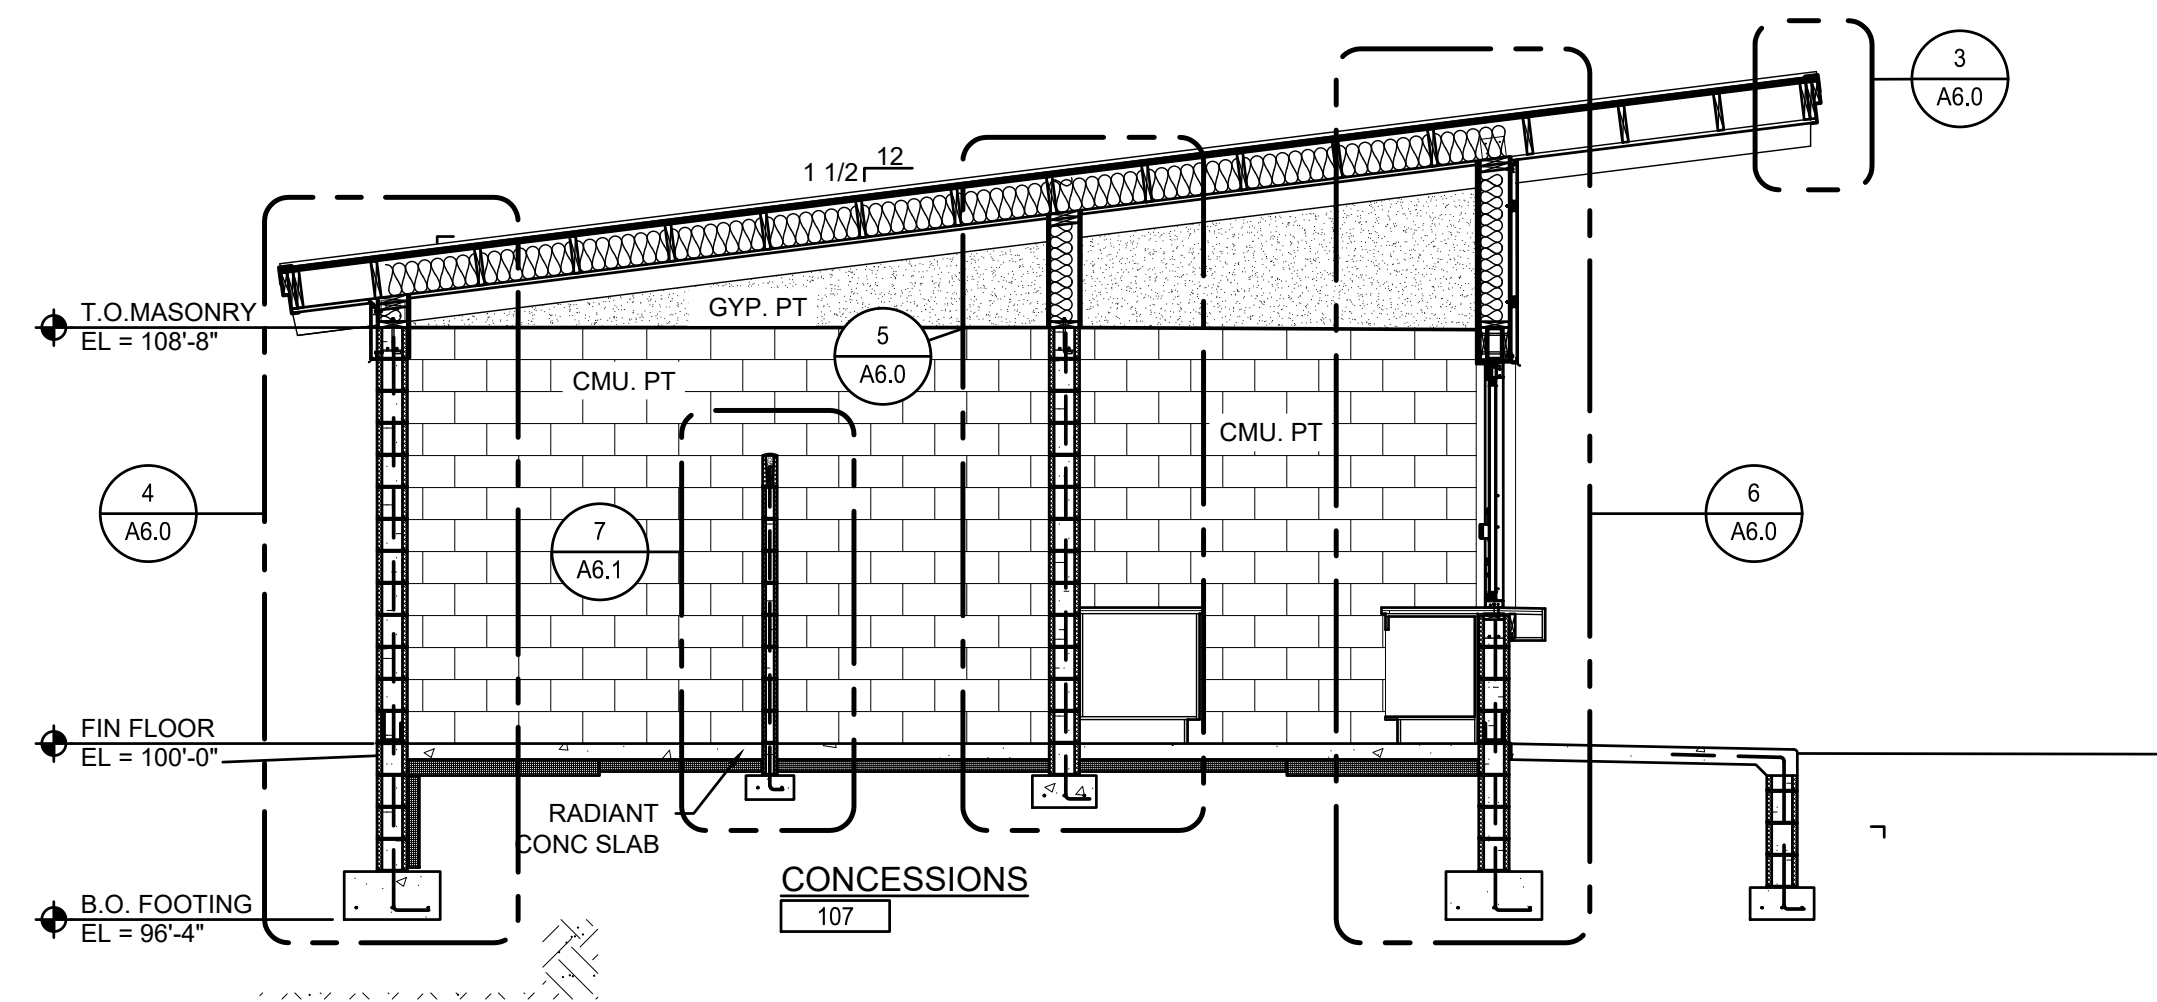 3
A6.0
12
1 1/2
T.O.MASONRY
EL = 108'-8"
GYP. PT
5
A6.0
CMU. PT
CMU. PT
4
A6.0
7
A6.1
6
A6.0
FIN FLOOR
EL = 100'-0"
RADIANT
CONC SLAB
CONCESSIONS
107
B.O. FOOTING
EL = 96'-4"